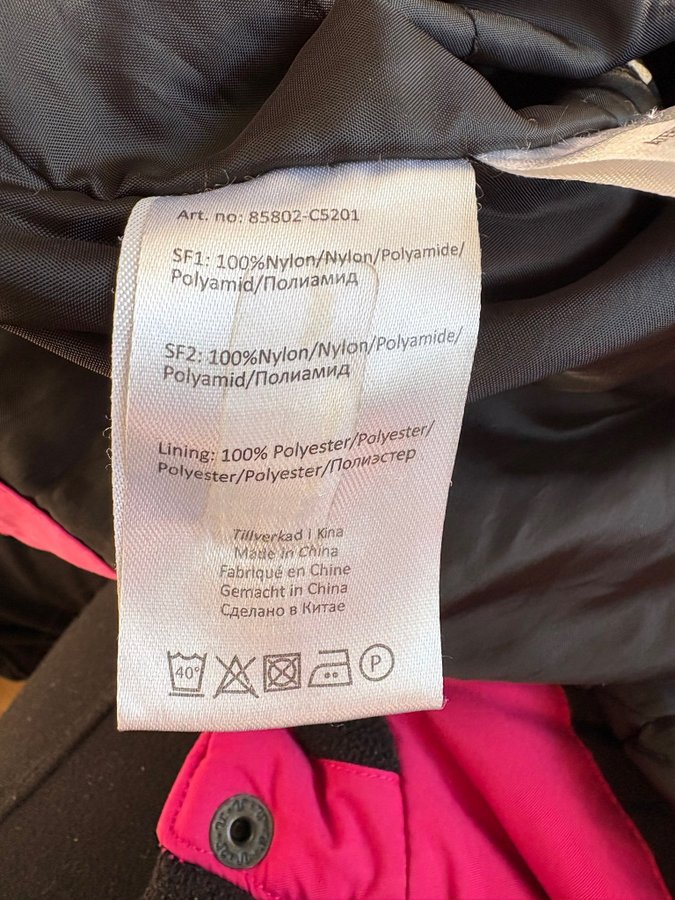 Art. no: 85802-C5201
SF1: 100%Nylon/Nylon/Polyamide/
Polyamid/Полиамид
SF2: 100%Nylon/Nylon/Polyamide/
Polyamid/Полиамид
Lining: 100% Polyester/Polyester/
Polyester/Polyester/Полиэстер
Tillverkad i Kina
Made in China
Fabriqué en Chine
Gemacht in China
Сделано в Китае
40°
P